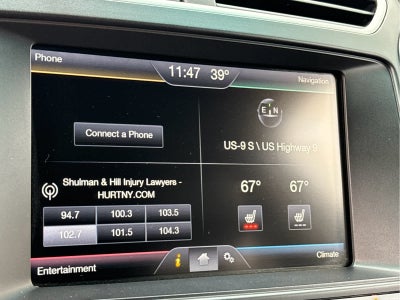 Phone
11:47 39°
Navigation
Connect a Phone
E N
US-9 S \ US Highway 9
Shulman & Hill Injury Lawyers -
HURTNY.COM
94.7 100.3 103.5
102.7 101.5 104.3
67° 67°
Entertainment
i
Climate